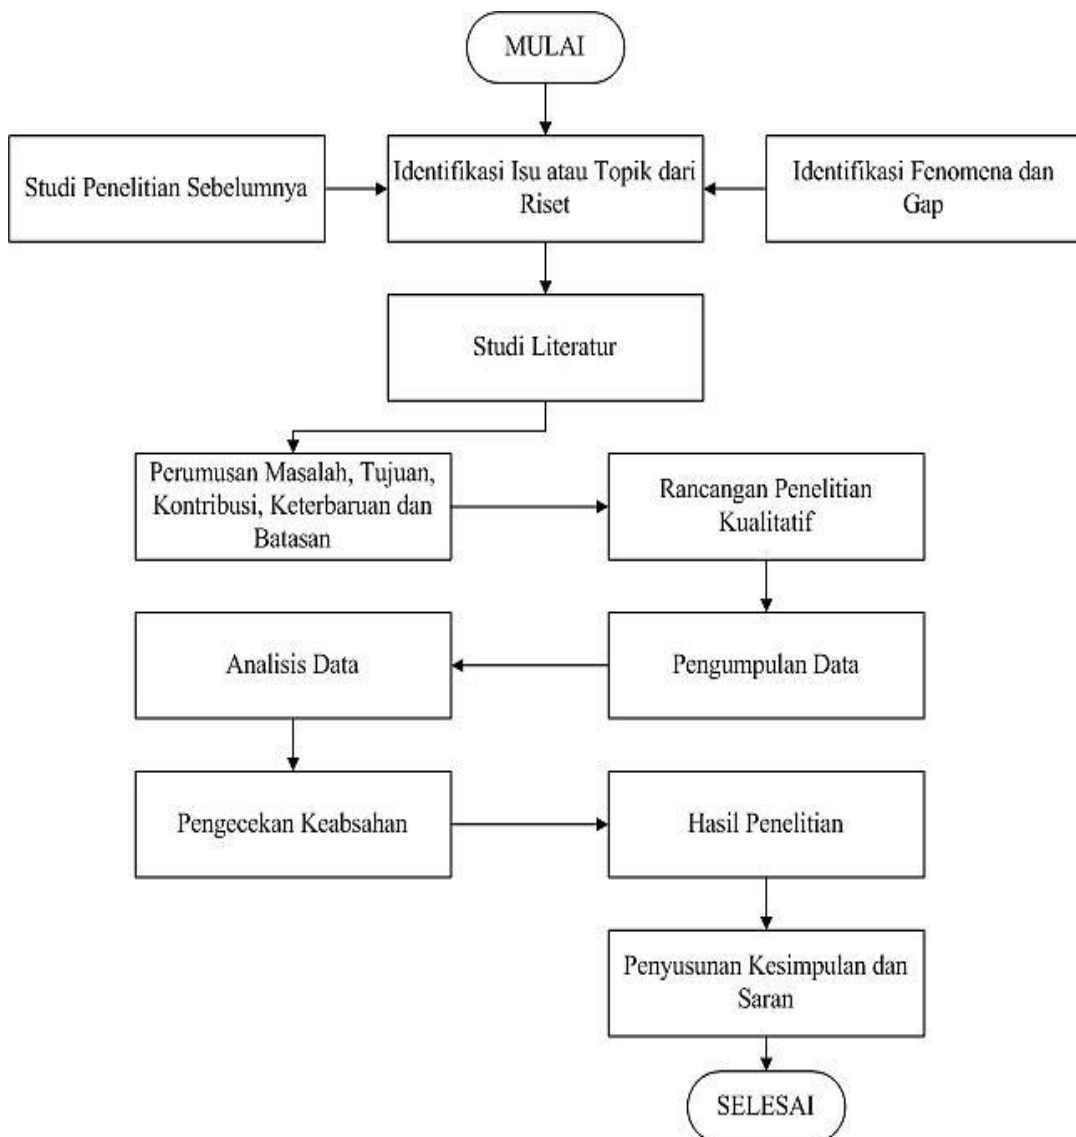 MULAI
Studi Penelitian Sebelumnya
Identifikasi Isu atau Topik dari
Riset
Identifikasi Fenomena dan
Gap
Studi Literatur
Perumusan Masalah, Tujuan,
Kontribusi, Keterbaruan dan
Batasan
Rancangan Penelitian
Kualitatif
Analisis Data
Pengumpulan Data
Pengecekan Keabsahan
Hasil Penelitian
Penyusunan Kesimpulan dan
Saran
SELESAI